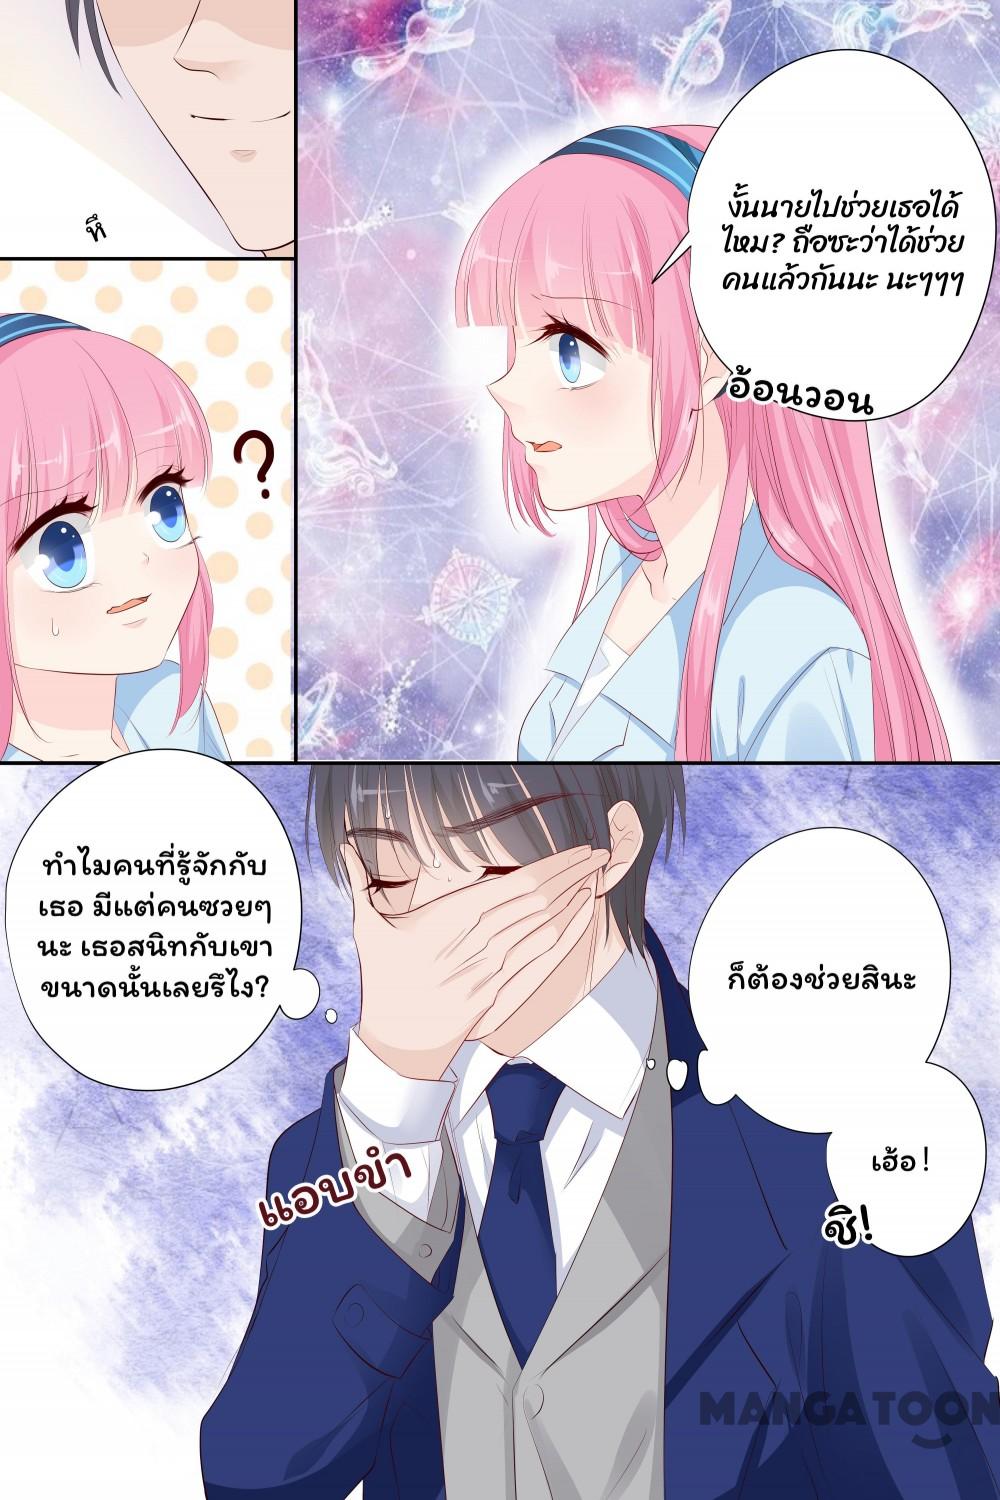 หึ
งั้นนายไปช่วยเธอได้
ไหม? ถือซะว่าได้ช่วย
คนแล้วกันนะ นะๆๆๆ
อ้อนวอน
?
ทำไมคนที่รู้จักกับ
เธอ มีแต่คนซวยๆ
นะ เธอสนิทกับเขา
ขนาดนั้นเลยรึไง?
ก็ต้องช่วยสินะ
เฮ้อ!
ชิ!
แอบขำ
MANGATOON